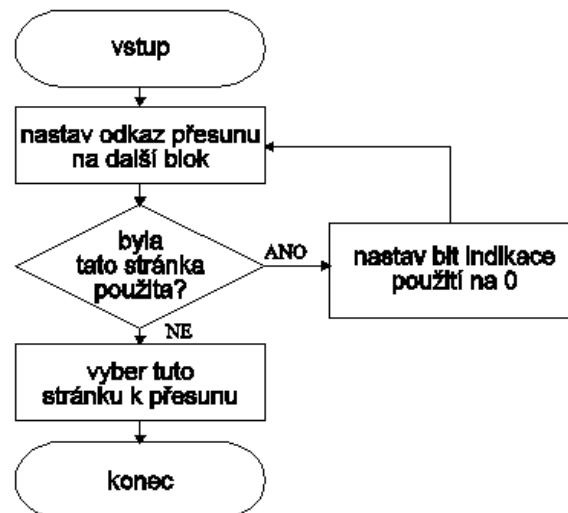 vstup
nastav odkaz přesunu
na další blok
byla
tato stránka
použita?
ANO
nastav bit indikace
použití na 0
NE
vyber tuto
stránku k přesunu
konec